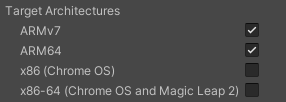 Target Architectures
ARMv7
ARM64
x86 (Chrome OS)
x86-64 (Chrome OS and Magic Leap 2)